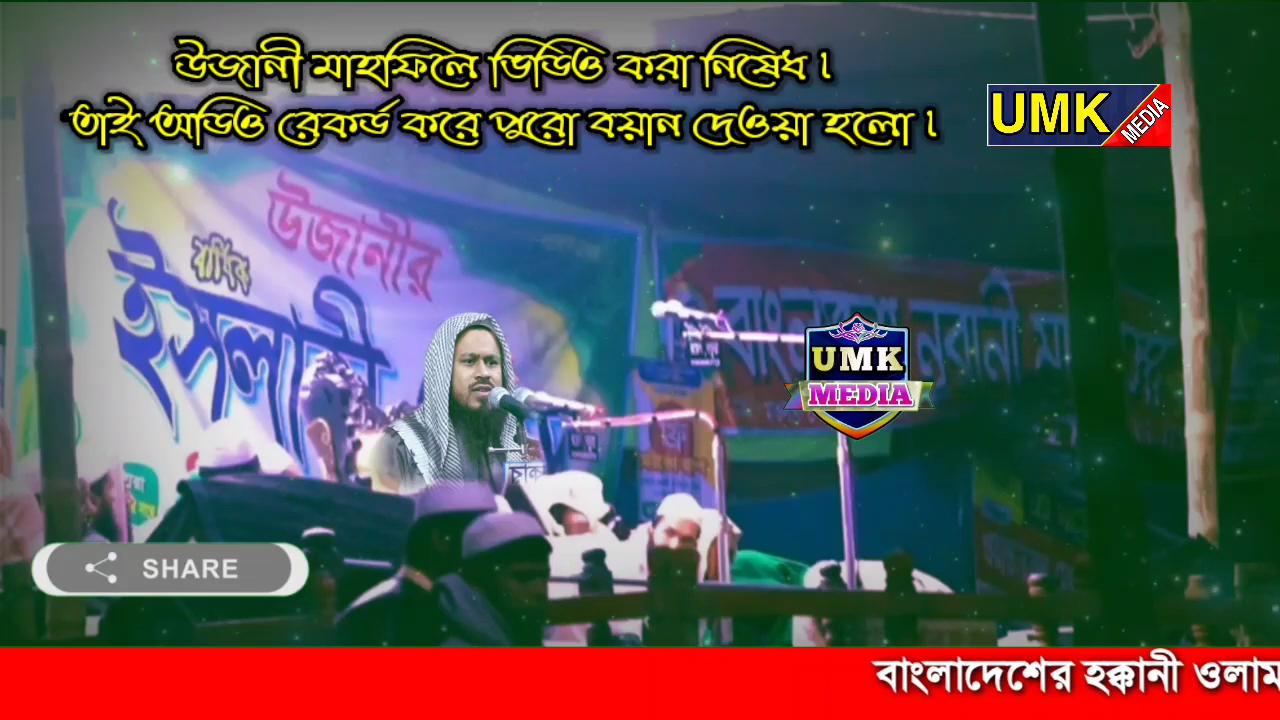 উজানী মাহফিলে ভিডিও করা নিষেধ।
তাই অডিও রেকর্ড করে পুরো বয়ান দেওয়া হলো।
UMK
MEDIA
উজানীর
বার্ষিক
ইসলামী
UMK
MEDIA
SHARE
বাংলাদেশের হক্কানী ওলাম